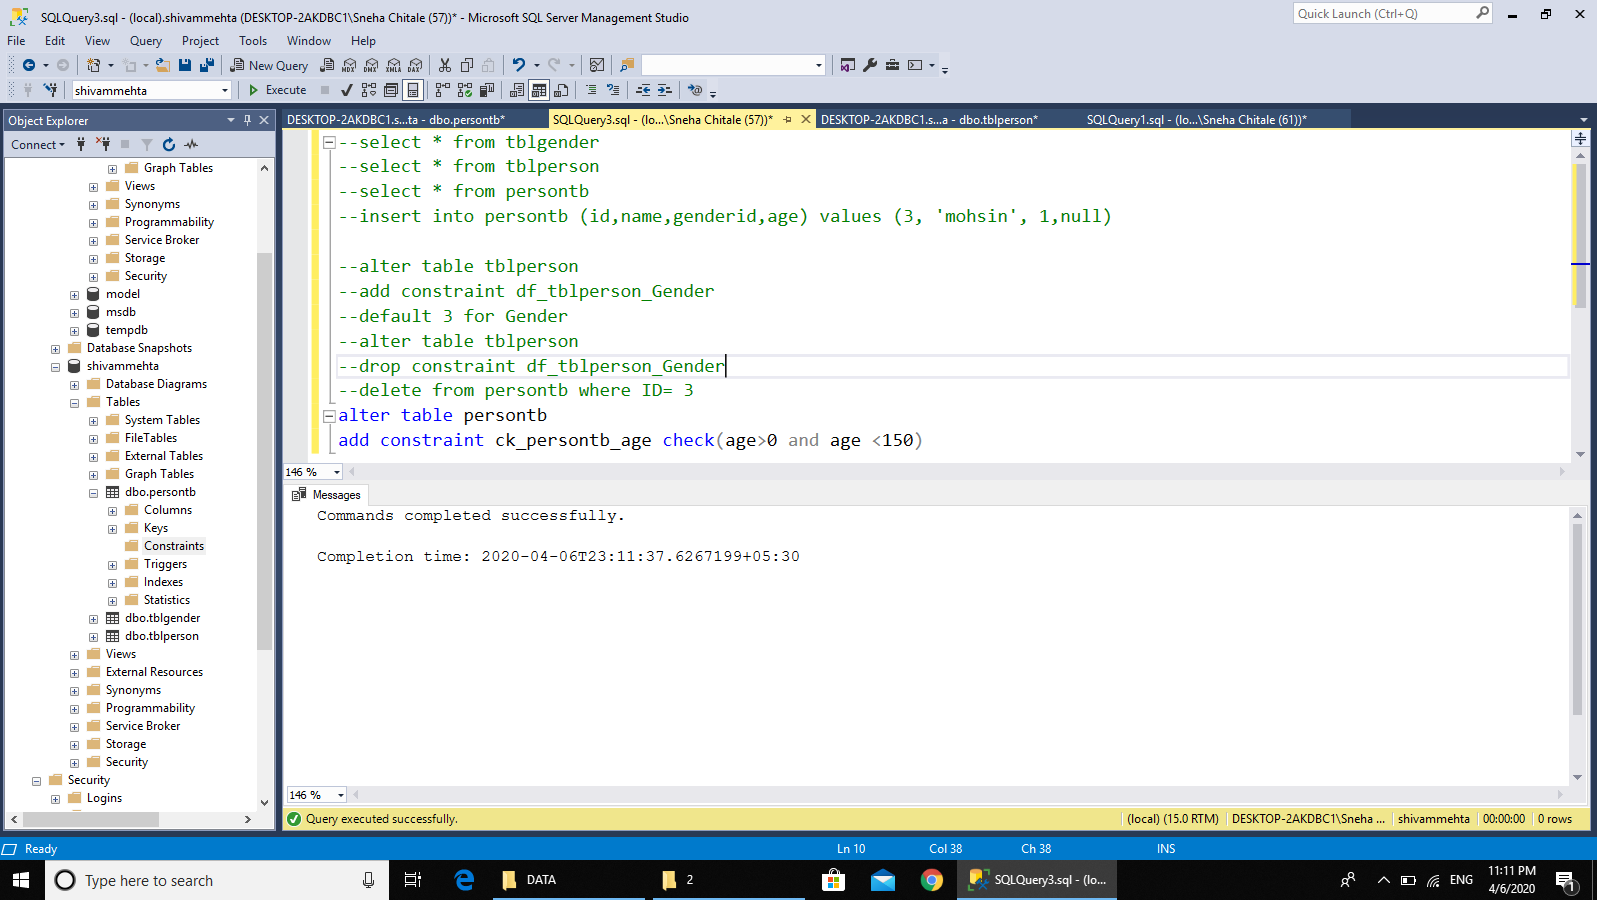 SQLQuery3.sql - (local).shivammehta (DESKTOP-2AKDBC1\Sneha Chitale (57))* - Microsoft SQL Server Management Studio
Quick Launch (Ctrl+Q)
File Edit View Query Project Tools Window Help
New Query
MDX DMX XMLA DAX
shivammehta
Execute
Object Explorer
Connect
Graph Tables
Views
Synonyms
Programmability
Service Broker
Storage
Security
model
msdb
tempdb
Database Snapshots
shivammehta
Database Diagrams
Tables
System Tables
FileTables
External Tables
Graph Tables
dbo.persontb
Columns
Keys
Constraints
Triggers
Indexes
Statistics
dbo.tblgender
dbo.tblperson
Views
External Resources
Synonyms
Programmability
Service Broker
Storage
Security
Security
Logins
DESKTOP-2AKDBC1.s...ta - dbo.persontb*
SQLQuery3.sql - (lo...\Sneha Chitale (57))*
DESKTOP-2AKDBC1.s...a - dbo.tblperson*
SQLQuery1.sql - (lo...\Sneha Chitale (61))*
--select * from tblgender
--select * from tblperson
--select * from persontb
--insert into persontb (id,name,genderid,age) values (3, 'mohsin', 1,null)
--alter table tblperson
--add constraint df_tblperson_Gender
--default 3 for Gender
--alter table tblperson
--drop constraint df_tblperson_Gender
--delete from persontb where ID= 3
alter table persontb
add constraint ck_persontb_age check(age>0 and age <150)
146 %
Messages
Commands completed successfully.
Completion time: 2020-04-06T23:11:37.6267199+05:30
146 %
Query executed successfully.
(local) (15.0 RTM)
DESKTOP-2AKDBC1\Sneha ...
shivammehta
00:00:00
0 rows
Ready
Ln 10
Col 38
Ch 38
INS
Type here to search
DATA
2
SQLQuery3.sql - (lo...
ENG
11:11 PM
4/6/2020
1